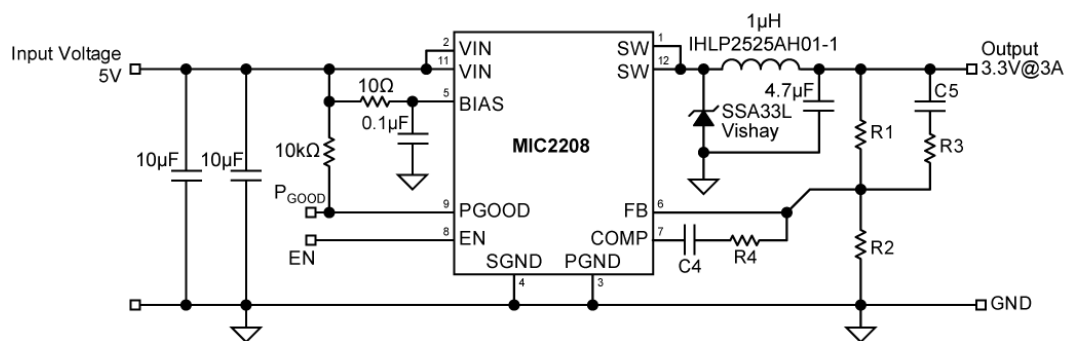 1µH
IHLP2525AH01-1
Input Voltage
5V
2
VIN
11
VIN
1
SW
12
SW
Output
3.3V@3A
10Ω
5
BIAS
0.1µF
4.7µF
SSA33L
Vishay
C5
R1
R3
MIC2208
10µF
10µF
10kΩ
PGOOD
9
PGOOD
6
FB
8
EN
EN
7
COMP
C4
R4
R2
SGND
PGND
4
3
GND